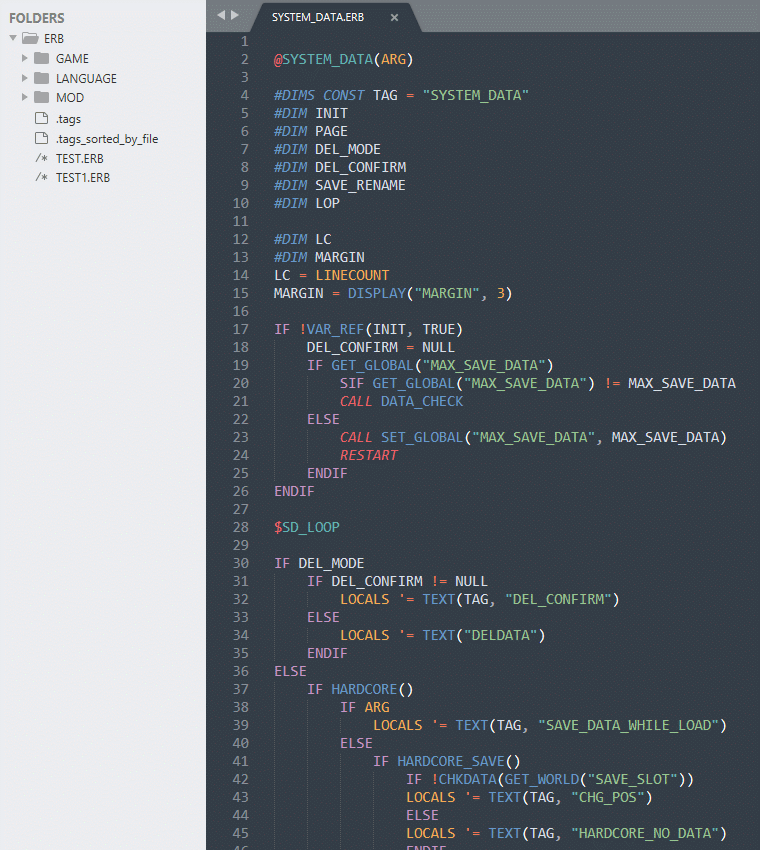 FOLDERS
ERB
GAME
LANGUAGE
MOD
.tags
.tags_sorted_by_file
/* TEST.ERB
/* TEST1.ERB
SYSTEM_DATA.ERB ×
1
2 @SYSTEM_DATA(ARG)
3
4 #DIMS CONST TAG = "SYSTEM_DATA"
5 #DIM INIT
6 #DIM PAGE
7 #DIM DEL_MODE
8 #DIM DEL_CONFIRM
9 #DIM SAVE_RENAME
10 #DIM LOP
11
12 #DIM LC
13 #DIM MARGIN
14 LC = LINECOUNT
15 MARGIN = DISPLAY("MARGIN", 3)
16
17 IF !VAR_REF(INIT, TRUE)
18     DEL_CONFIRM = NULL
19     IF GET_GLOBAL("MAX_SAVE_DATA")
20         SIF GET_GLOBAL("MAX_SAVE_DATA") != MAX_SAVE_DATA
21         CALL DATA_CHECK
22     ELSE
23         CALL SET_GLOBAL("MAX_SAVE_DATA", MAX_SAVE_DATA)
24         RESTART
25     ENDIF
26 ENDIF
27
28 $SD_LOOP
29
30 IF DEL_MODE
31     IF DEL_CONFIRM != NULL
32         LOCALS '= TEXT(TAG, "DEL_CONFIRM")
33     ELSE
34         LOCALS '= TEXT("DELDATA")
35     ENDIF
36 ELSE
37     IF HARDCORE()
38         IF ARG
39             LOCALS '= TEXT(TAG, "SAVE_DATA_WHILE_LOAD")
40         ELSE
41             IF HARDCORE_SAVE()
42                 IF !CHKDATA(GET_WORLD("SAVE_SLOT"))
43                 LOCALS '= TEXT(TAG, "CHG_POS")
44                 ELSE
45                 LOCALS '= TEXT(TAG, "HARDCORE_NO_DATA")
46                 ENDIF